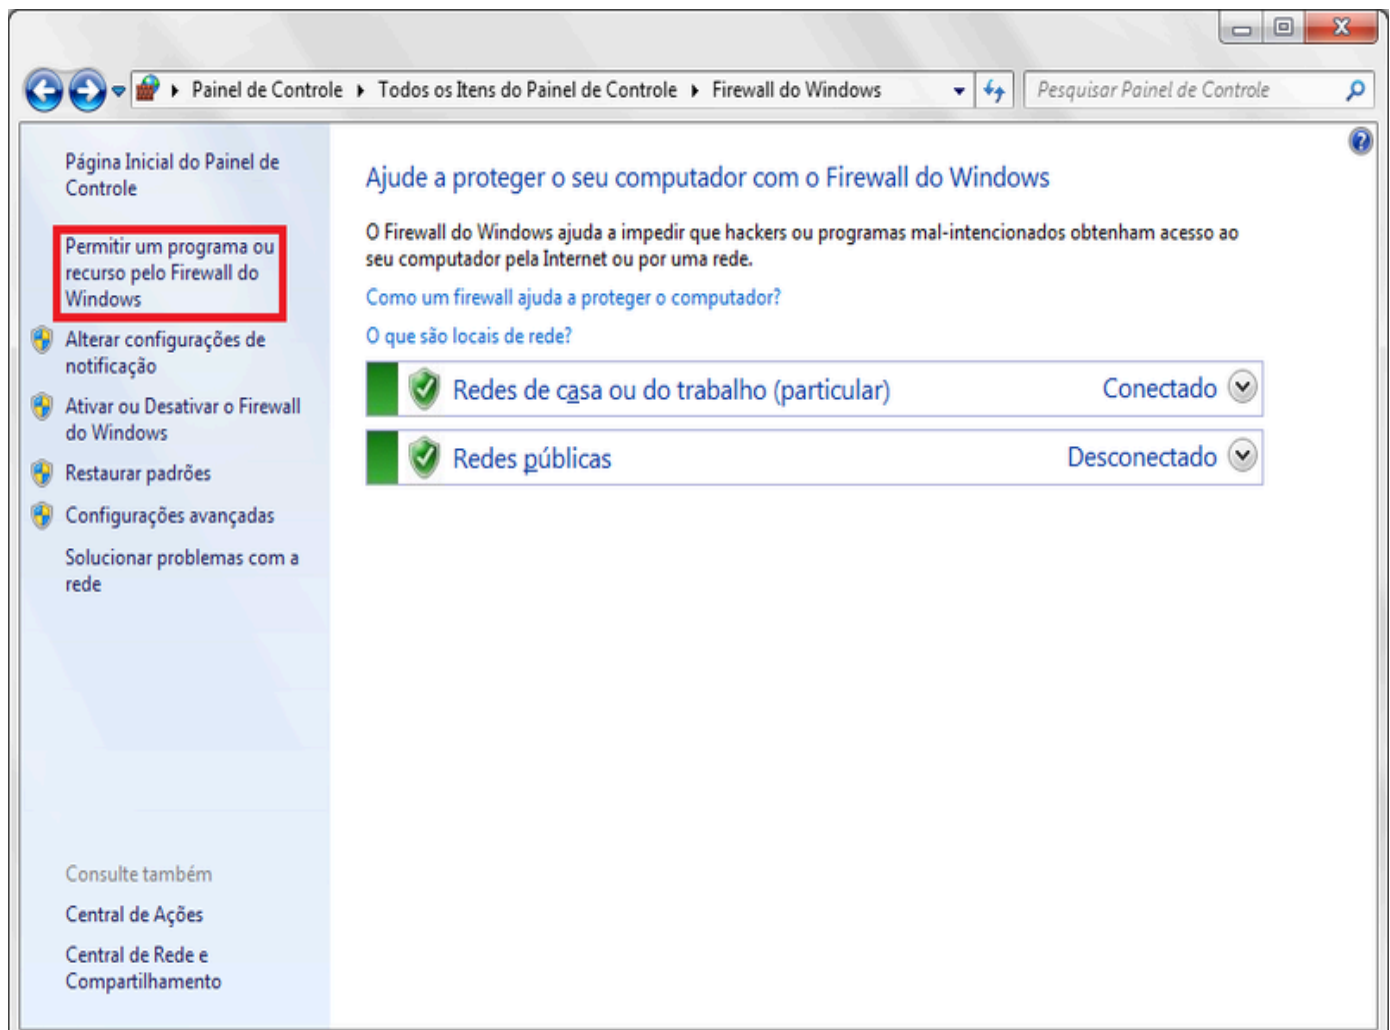 Painel de Controle ▸ Todos os Itens do Painel de Controle ▸ Firewall do Windows
Pesquisar Painel de Controle
Página Inicial do Painel de
Controle
Permitir um programa ou
recurso pelo Firewall do
Windows
Alterar configurações de
notificação
Ativar ou Desativar o Firewall
do Windows
Restaurar padrões
Configurações avançadas
Solucionar problemas com a
rede
Consulte também
Central de Ações
Central de Rede e
Compartilhamento
Ajude a proteger o seu computador com o Firewall do Windows
O Firewall do Windows ajuda a impedir que hackers ou programas mal-intencionados obtenham acesso ao
seu computador pela Internet ou por uma rede.
Como um firewall ajuda a proteger o computador?
O que são locais de rede?
Redes de casa ou do trabalho (particular) Conectado
Redes públicas Desconectado